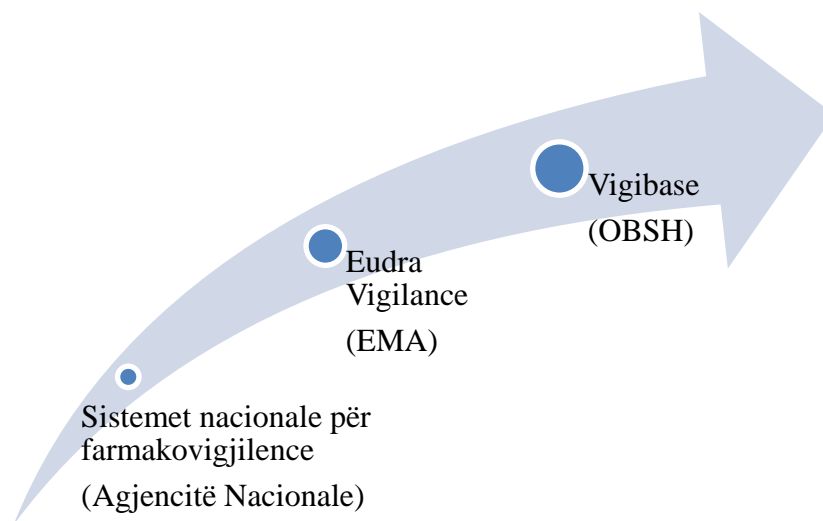 Vigibase
(OBSH)
Eudra
Vigilance
(EMA)
Sistemet nacionale për
farmakovigjilence
(Agjencitë Nacionale)